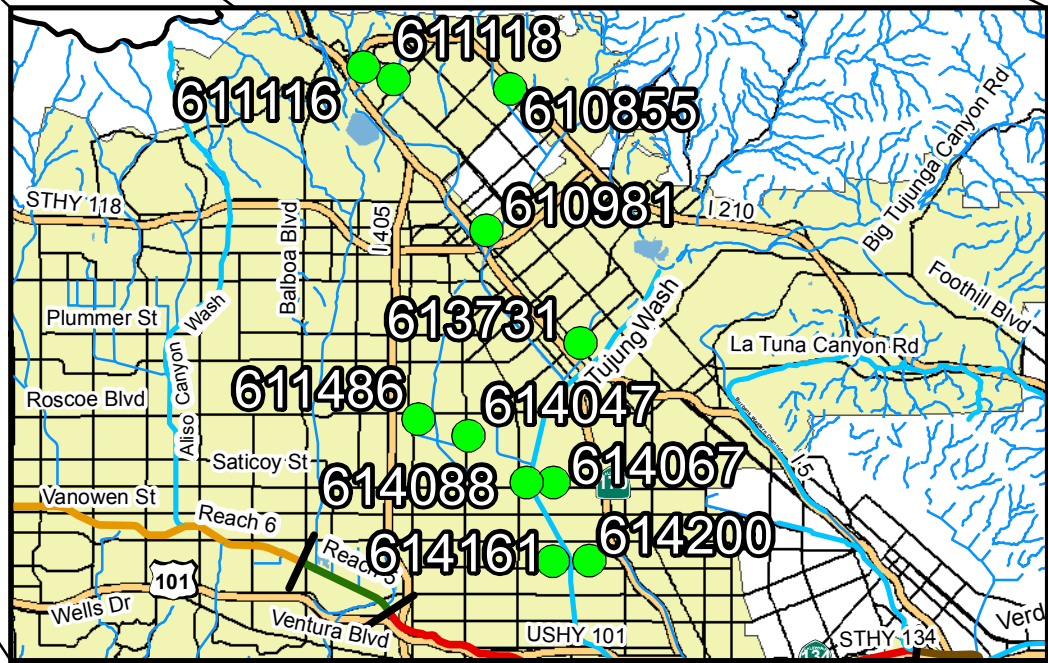 611118
611116
610855
Big Tujunga Canyon Rd
STHY 118
610981
I 210
Balboa Blvd
I 405
Foothill Blvd
Plummer St
Aliso Canyon Wash
613731
Tujung Wash
La Tuna Canyon Rd
Roscoe Blvd
611486
614047
Saticoy St
614088
614067
I 5
Vanowen St
Reach 6
Reach 5
614161
614200
101
Wells Dr
Ventura Blvd
USHY 101
STHY 134
134
Verd